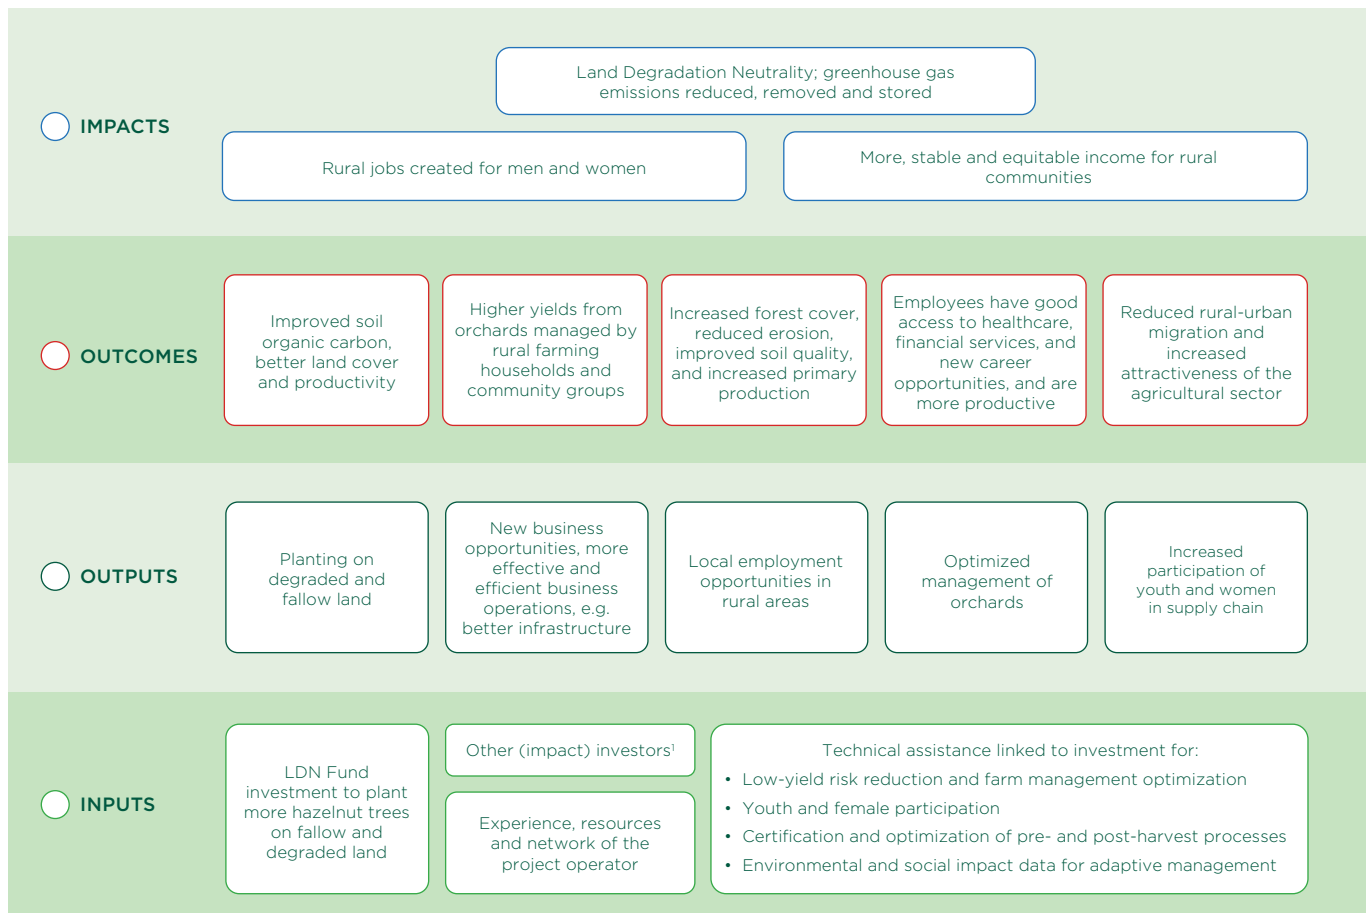 IMPACTS
Land Degradation Neutrality; greenhouse gas
emissions reduced, removed and stored
Rural jobs created for men and women
More, stable and equitable income for rural
communities
OUTCOMES
Improved soil
organic carbon,
better land cover
and productivity
Higher yields from
orchards managed by
rural farming
households and
community groups
Increased forest cover,
reduced erosion,
improved soil quality,
and increased primary
production
Employees have good
access to healthcare,
financial services, and
new career
opportunities, and are
more productive
Reduced rural-urban
migration and
increased
attractiveness of the
agricultural sector
OUTPUTS
Planting on
degraded and
fallow land
New business
opportunities, more
effective and
efficient business
operations, e.g.
better infrastructure
Local employment
opportunities in
rural areas
Optimized
management of
orchards
Increased
participation of
youth and women
in supply chain
INPUTS
LDN Fund
investment to plant
more hazelnut trees
on fallow and
degraded land
Other (impact) investors¹
Experience, resources
and network of the
project operator
Technical assistance linked to investment for:
• Low-yield risk reduction and farm management optimization
• Youth and female participation
• Certification and optimization of pre- and post-harvest processes
• Environmental and social impact data for adaptive management